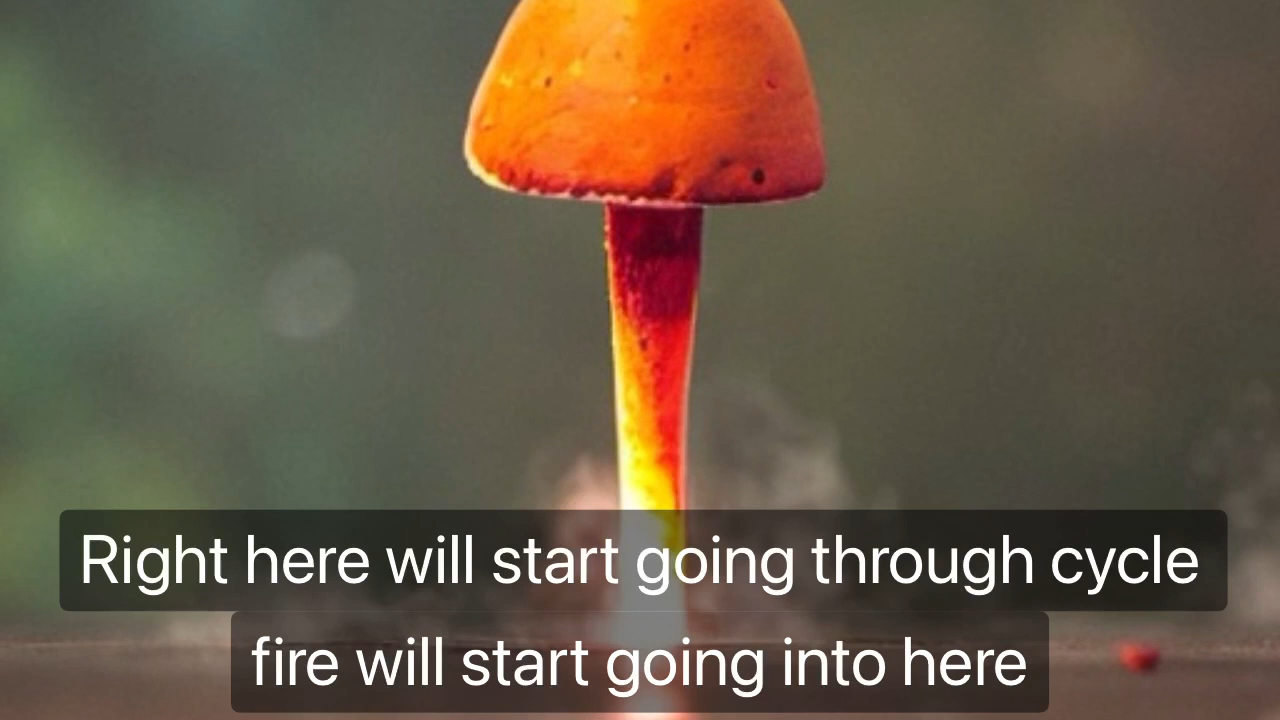 Right here will start going through cycle
fire will start going into here